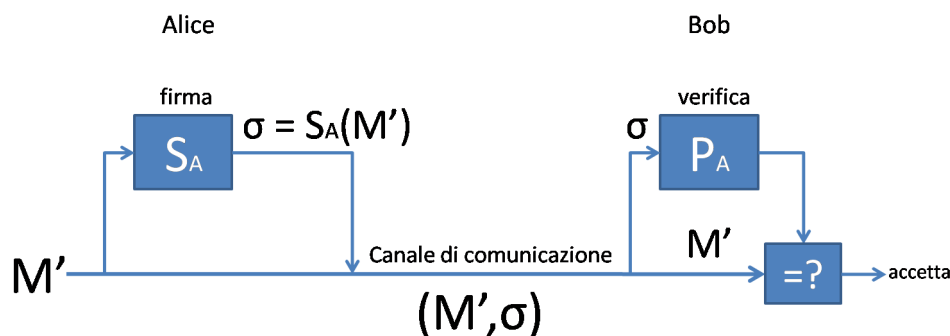 Alice
Bob
firma
verifica
σ = SA(M’)
σ
SA
PA
M’
Canale di comunicazione
M’
=?
accetta
(M’,σ)